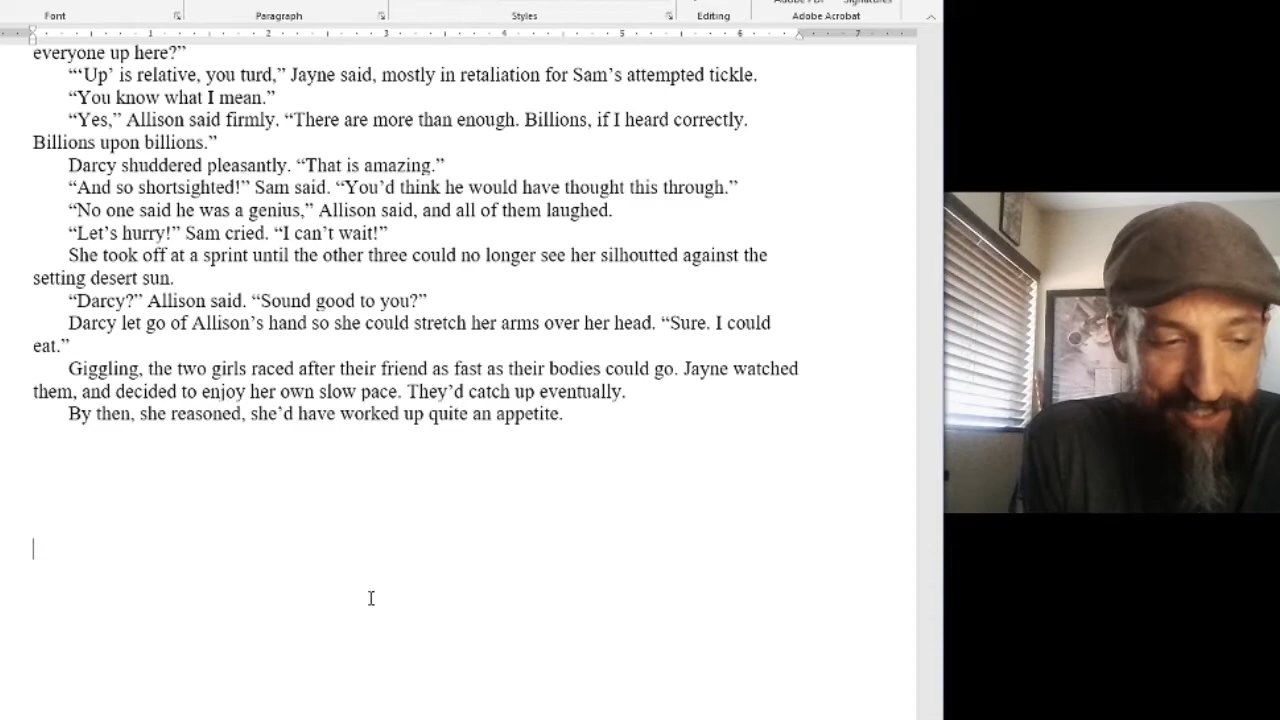 Font Paragraph Styles Editing Adobe Acrobat
1 2 3 4 5 6 7
everyone up here?”
“‘Up’ is relative, you turd,” Jayne said, mostly in retaliation for Sam’s attempted tickle.
“You know what I mean.”
“Yes,” Allison said firmly. “There are more than enough. Billions, if I heard correctly.
Billions upon billions.”
Darcy shuddered pleasantly. “That is amazing.”
“And so shortsighted!” Sam said. “You’d think he would have thought this through.”
“No one said he was a genius,” Allison said, and all of them laughed.
“Let’s hurry!” Sam cried. “I can’t wait!”
She took off at a sprint until the other three could no longer see her silhoutted against the
setting desert sun.
“Darcy?” Allison said. “Sound good to you?”
Darcy let go of Allison’s hand so she could stretch her arms over her head. “Sure. I could
eat.”
Giggling, the two girls raced after their friend as fast as their bodies could go. Jayne watched
them, and decided to enjoy her own slow pace. They’d catch up eventually.
By then, she reasoned, she’d have worked up quite an appetite.